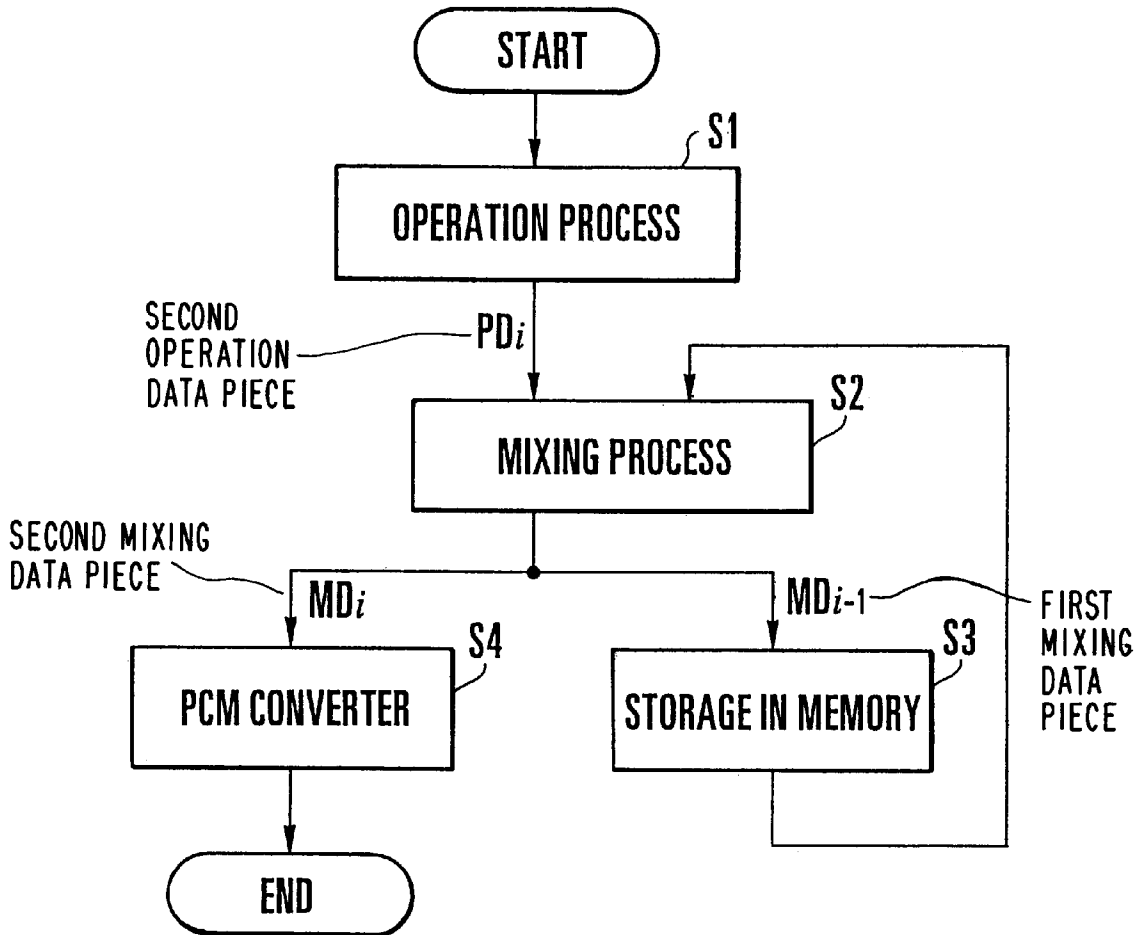 START
S1
OPERATION PROCESS
SECOND
OPERATION
DATA PIECE
PDi
S2
MIXING PROCESS
SECOND MIXING
DATA PIECE
MDi
MDi-1
FIRST
MIXING
DATA
PIECE
S4
PCM CONVERTER
S3
STORAGE IN MEMORY
END